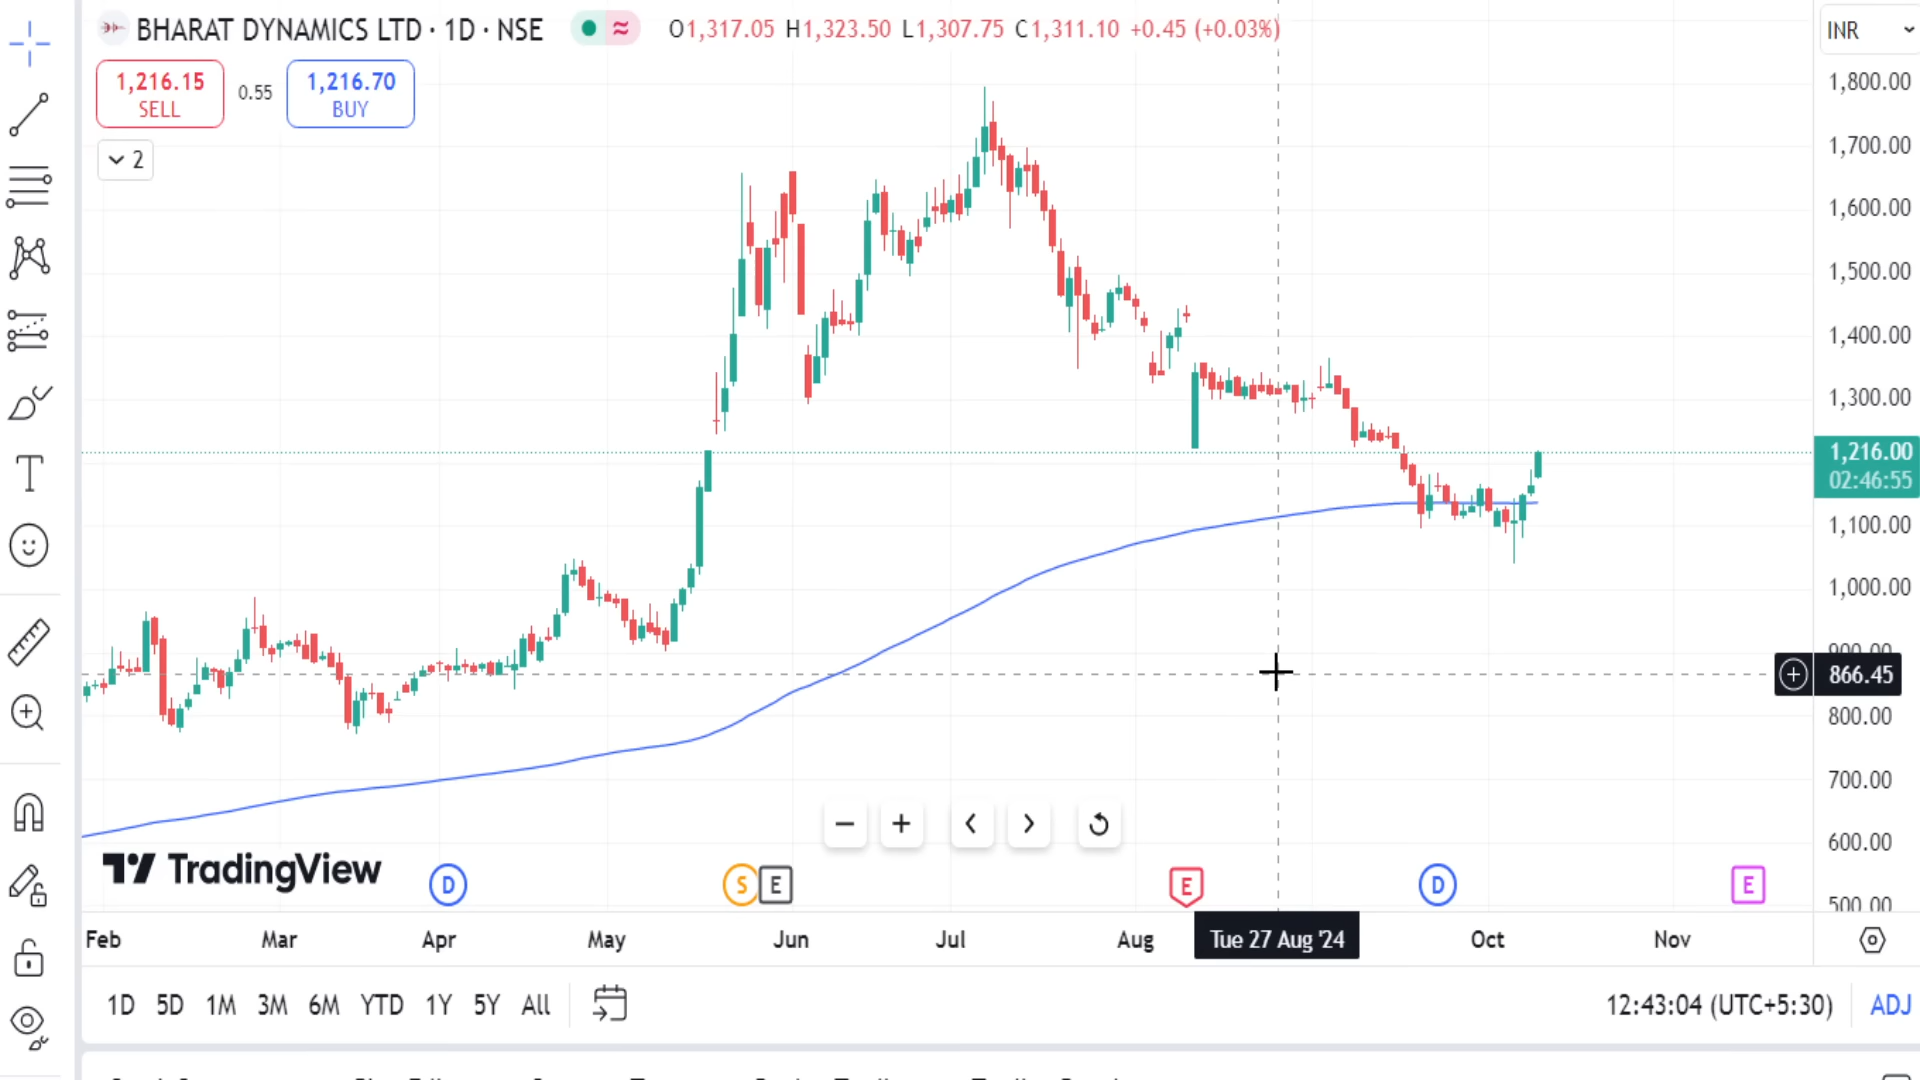 BHARAT DYNAMICS LTD · 1D · NSE O1,317.05 H1,323.50 L1,307.75 C1,311.10 +0.45 (+0.03%) INR
1,216.15 SELL 0.55 1,216.70 BUY
2
1,800.00
1,700.00
1,600.00
1,500.00
1,400.00
1,300.00
1,216.00
02:46:55
1,100.00
1,000.00
900.00
866.45
800.00
700.00
600.00
500.00
TradingView
D S E E D E
Feb Mar Apr May Jun Jul Aug Tue 27 Aug '24 Oct Nov
1D 5D 1M 3M 6M YTD 1Y 5Y All 12:43:04 (UTC+5:30) ADJ